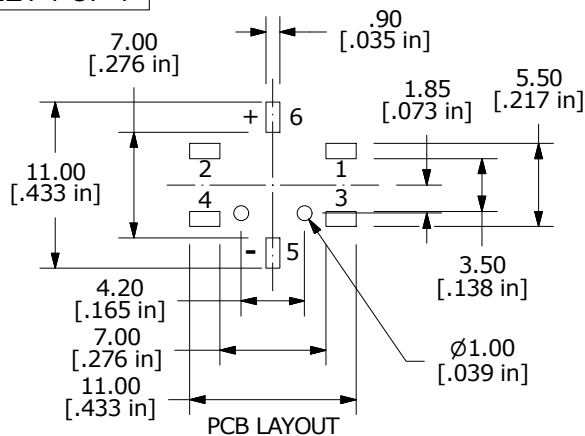 7.00
[.276 in]
.90
[.035 in]
1.85
[.073 in]
5.50
[.217 in]
+ 6
2 1
11.00
[.433 in]
4 3
- 5
3.50
[.138 in]
4.20
[.165 in]
7.00
[.276 in]
Ø1.00
[.039 in]
11.00
[.433 in]
PCB LAYOUT